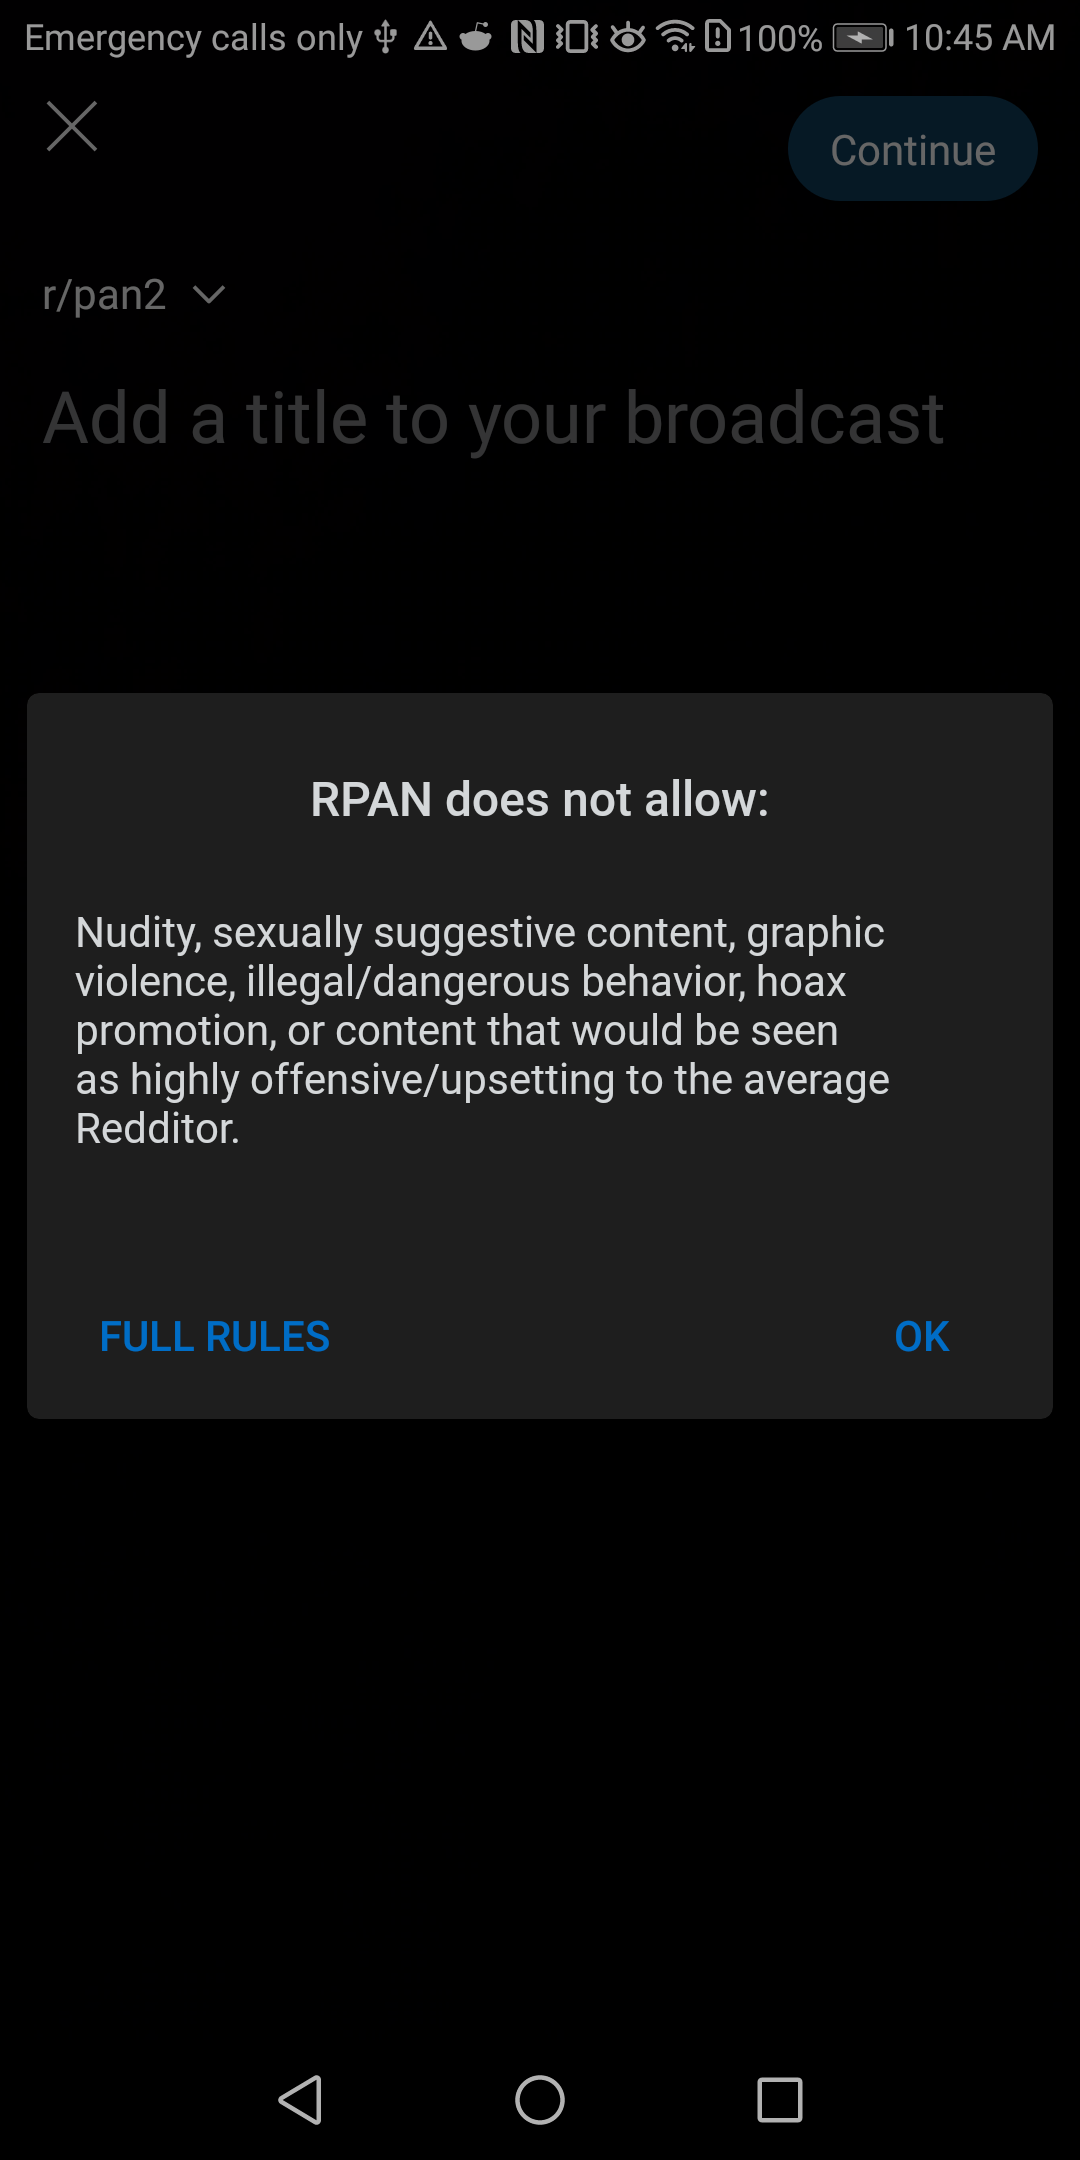 Emergency calls only 100% 10:45 AM
Continue
r/pan2
Add a title to your broadcast
RPAN does not allow:
Nudity, sexually suggestive content, graphic
violence, illegal/dangerous behavior, hoax
promotion, or content that would be seen
as highly offensive/upsetting to the average
Redditor.
FULL RULES OK